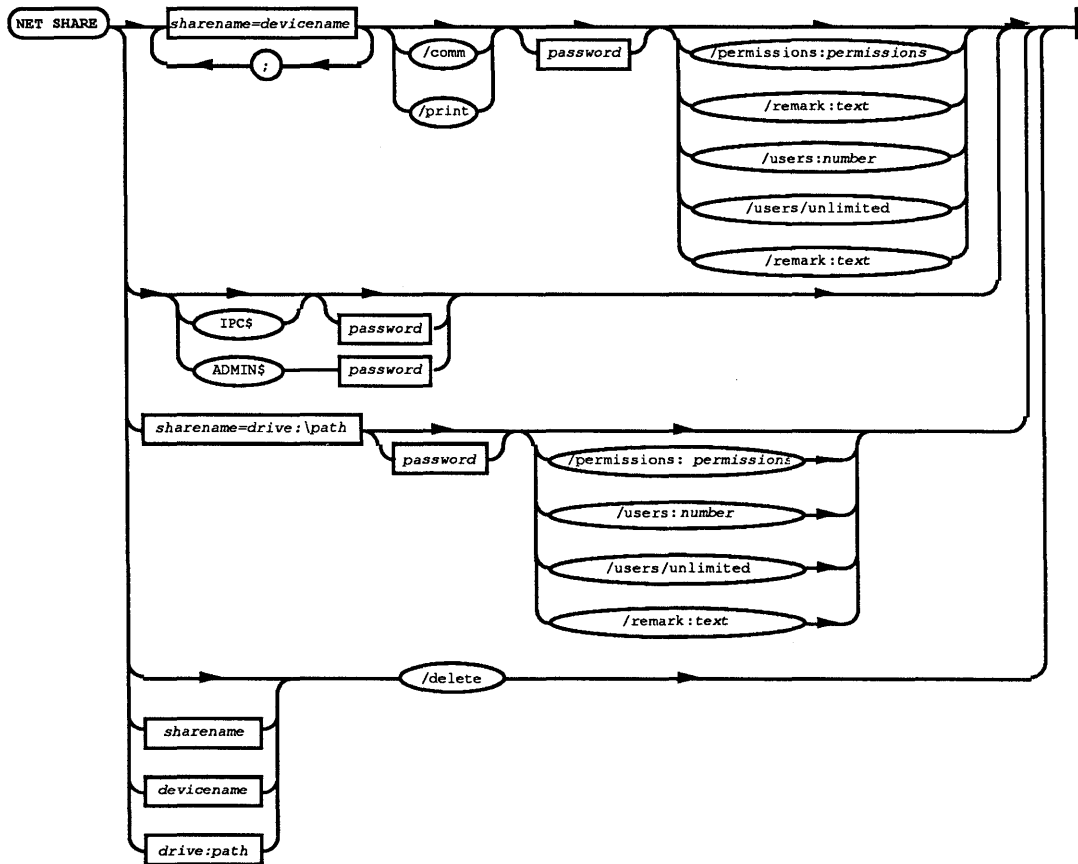 NET SHARE
sharename=devicename
;
/comm
/print
password
/permissions:permissions
/remark:text
/users:number
/users/unlimited
/remark:text
IPC$
password
ADMIN$
password
sharename=drive:\path
password
/permissions: permissions
/users:number
/users/unlimited
/remark:text
/delete
sharename
devicename
drive:path